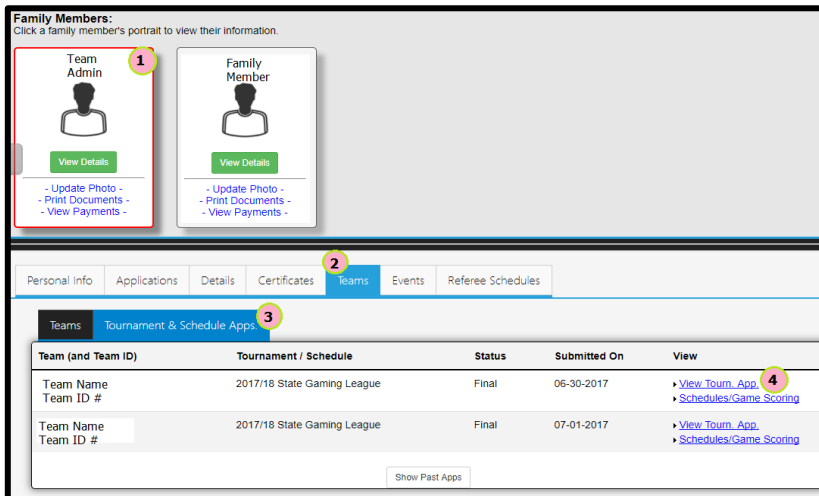 Family Members:
Click a family member's portrait to view their information.
Team
Admin
1
View Details
- Update Photo -
- Print Documents -
- View Payments -
Family
Member
View Details
- Update Photo -
- Print Documents -
- View Payments -
2
Personal Info Applications Details Certificates Teams Events Referee Schedules
3
Teams Tournament & Schedule Apps.
Team (and Team ID) Tournament / Schedule Status Submitted On View
Team Name 2017/18 State Gaming League Final 06-30-2017 View Tourn. App. 4
Team ID # Schedules/Game Scoring
Team Name 2017/18 State Gaming League Final 07-01-2017 View Tourn. App.
Team ID # Schedules/Game Scoring
Show Past Apps